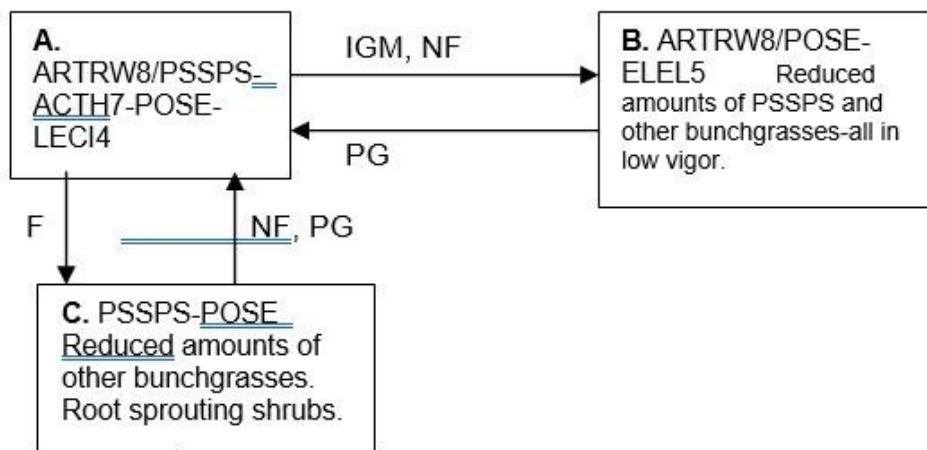 A.
ARTRW8/PSSPS-
ACTH7-POSE-
LECI4
IGM, NF
PG
B. ARTRW8/POSE-
ELEL5 Reduced
amounts of PSSPS and
other bunchgrasses-all in
low vigor.
F
NF, PG
C. PSSPS-POSE
Reduced amounts of
other bunchgrasses.
Root sprouting shrubs.